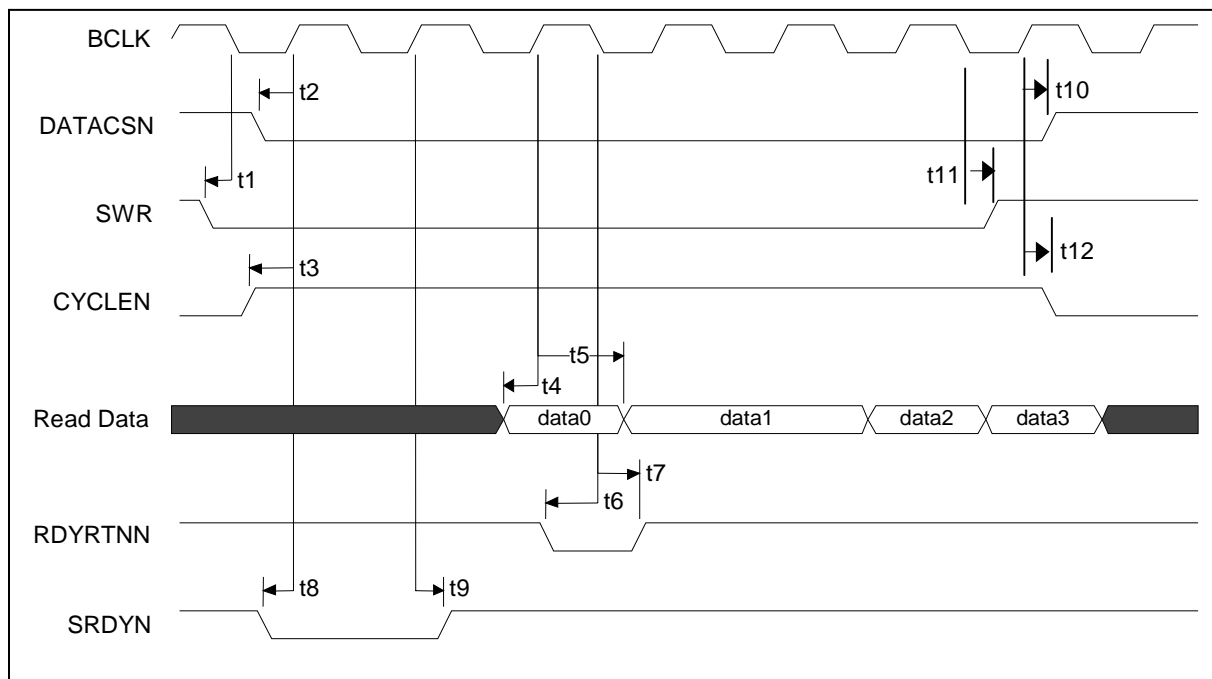 BCLK
t2
t10
DATACSN
t1
t11
SWR
t3
t12
CYCLEN
t5
t4
Read Data
data0
data1
data2
data3
t7
t6
RDYRTNN
t8
t9
SRDYN